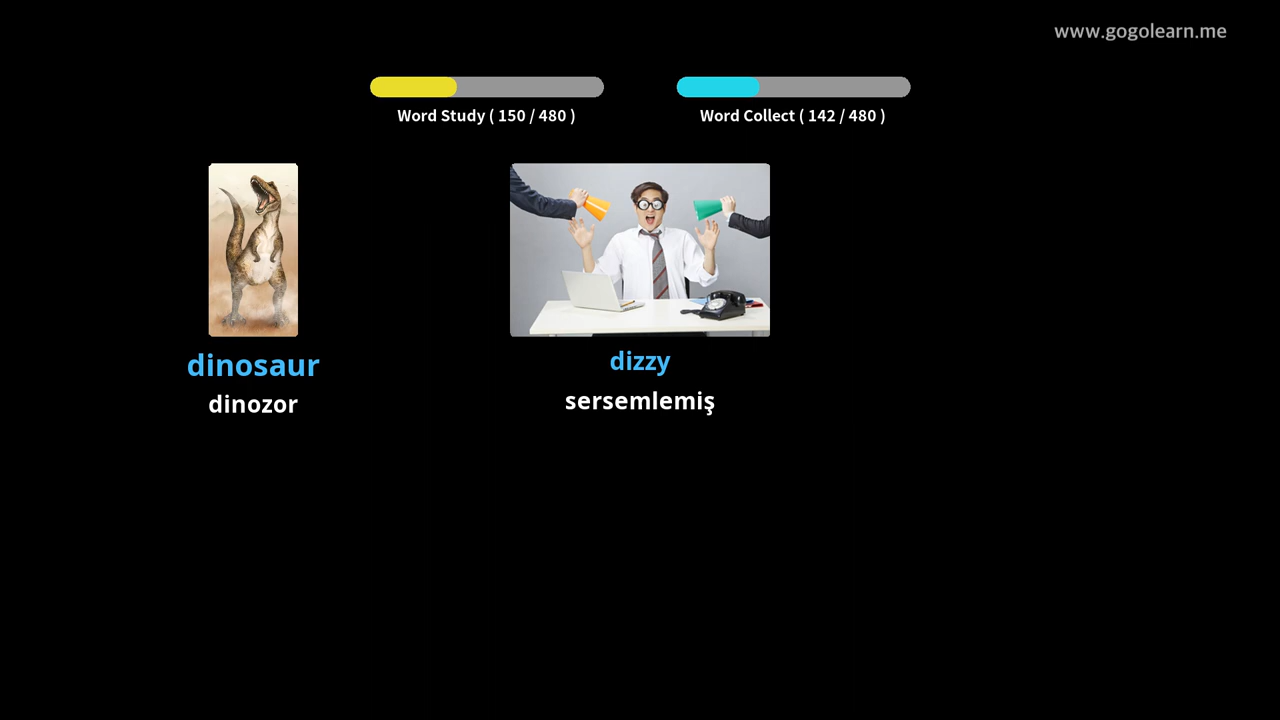 www.gogolearn.me
Word Study ( 150 / 480 )
Word Collect ( 142 / 480 )
dinosaur
dinozor
dizzy
sersemlemiş